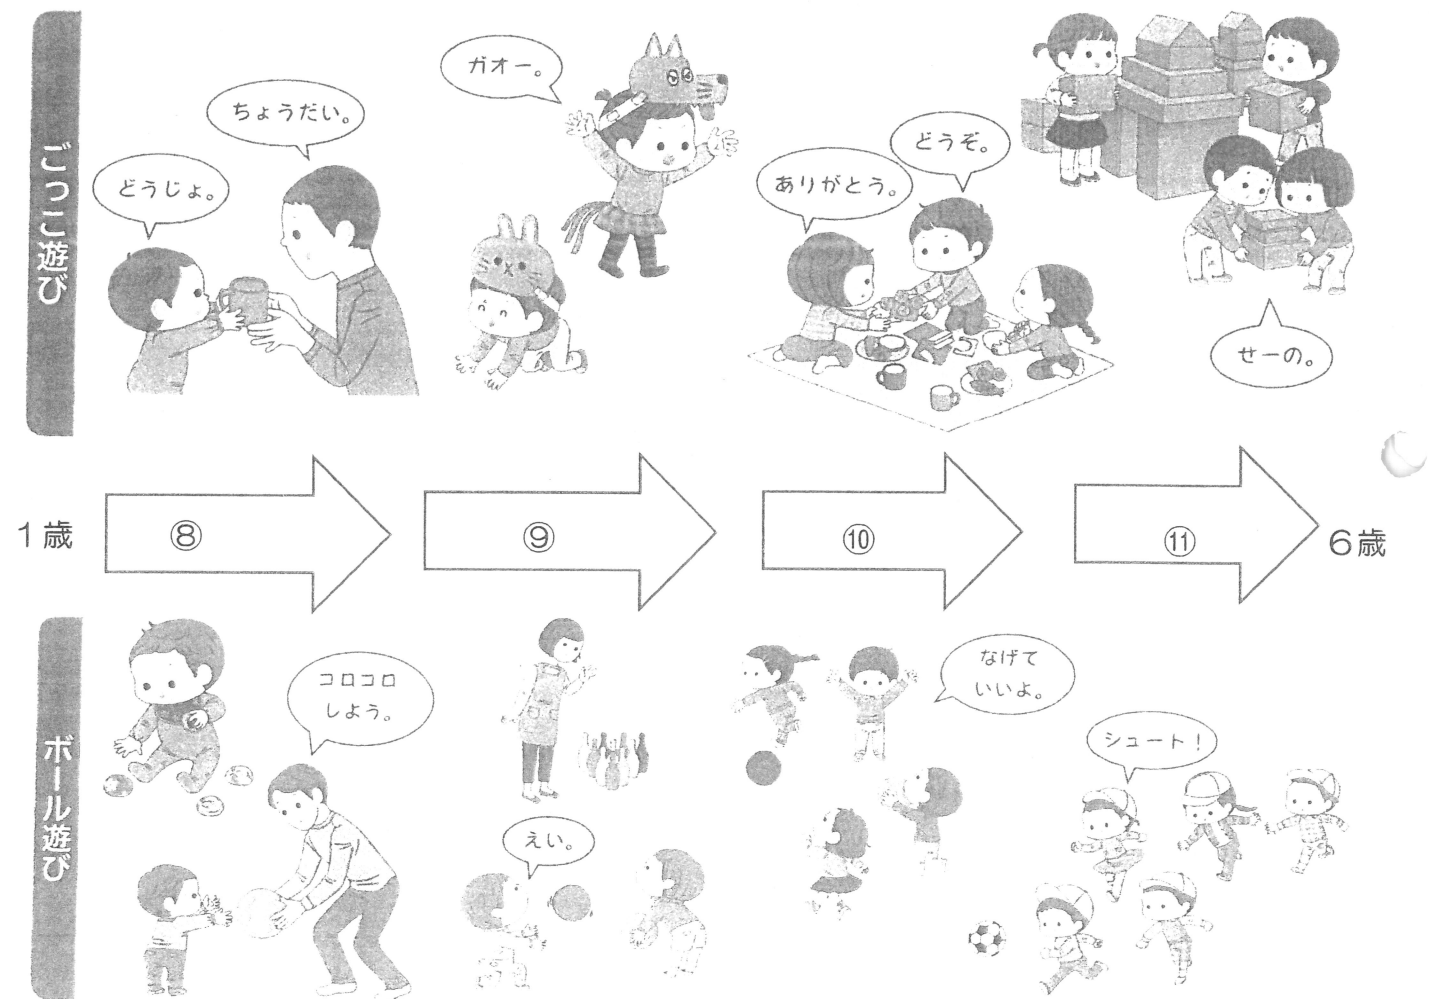 ごっこ遊び
どうじょ。
ちょうだい。
ガオー。
ありがとう。
どうぞ。
せーの。
1歳
⑧
⑨
⑩
⑪
6歳
ボール遊び
コロコロ
しよう。
えい。
なげて
いいよ。
シュート!